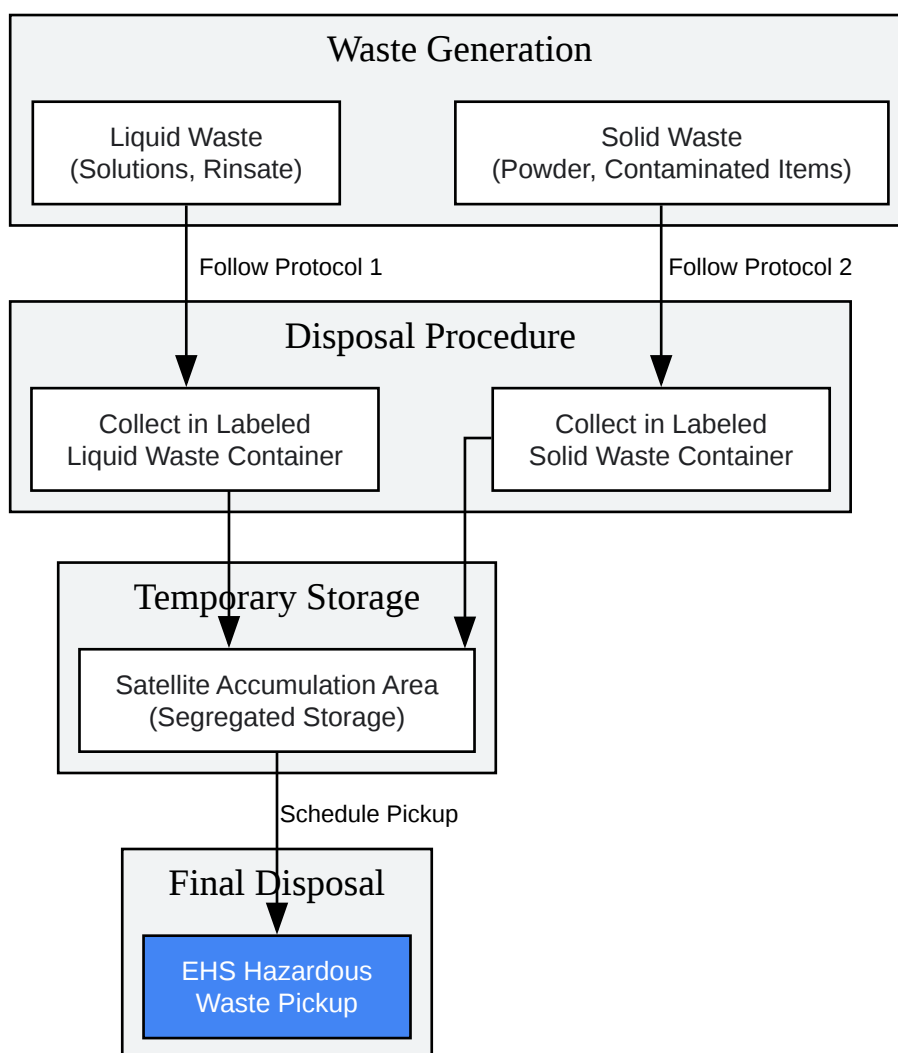 Waste Generation
Liquid Waste
(Solutions, Rinsate)
Solid Waste
(Powder, Contaminated Items)
Follow Protocol 1
Follow Protocol 2
Disposal Procedure
Collect in Labeled
Liquid Waste Container
Collect in Labeled
Solid Waste Container
Temporary Storage
Satellite Accumulation Area
(Segregated Storage)
Schedule Pickup
Final Disposal
EHS Hazardous
Waste Pickup